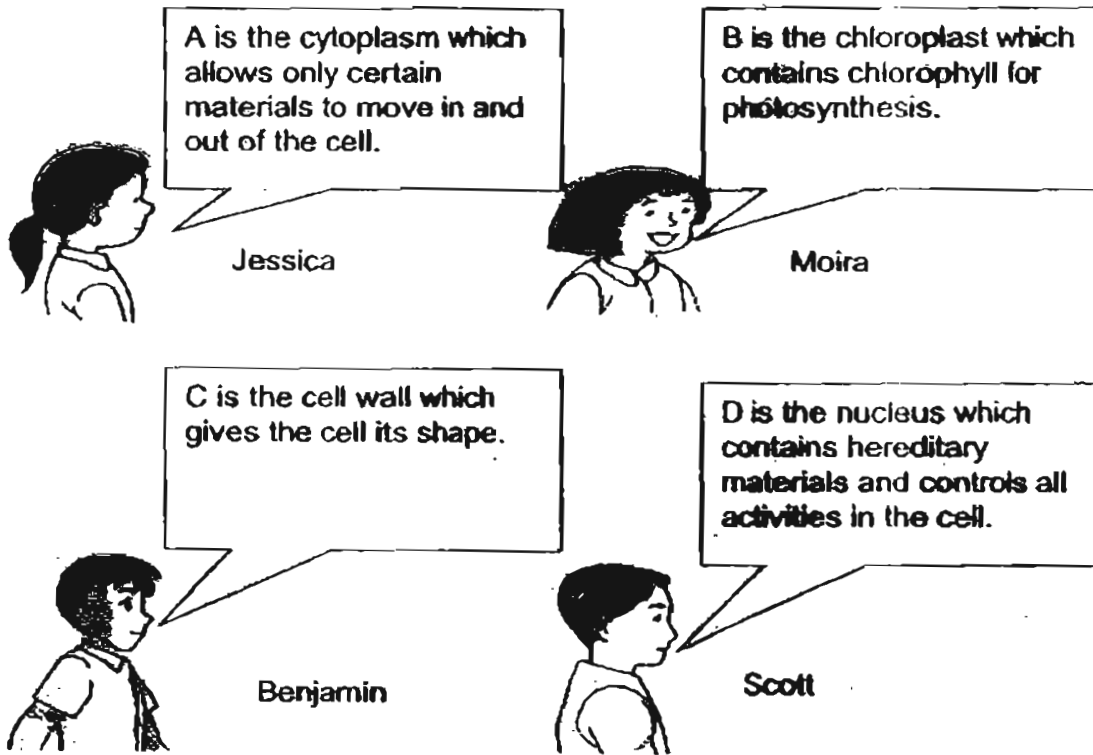 A is the cytoplasm which
allows only certain
materials to move in and
out of the cell.
Jessica
B is the chloroplast which
contains chlorophyll for
photosynthesis.
Moira
C is the cell wall which
gives the cell its shape.
Benjamin
D is the nucleus which
contains hereditary
materials and controls all
activities in the cell.
Scott